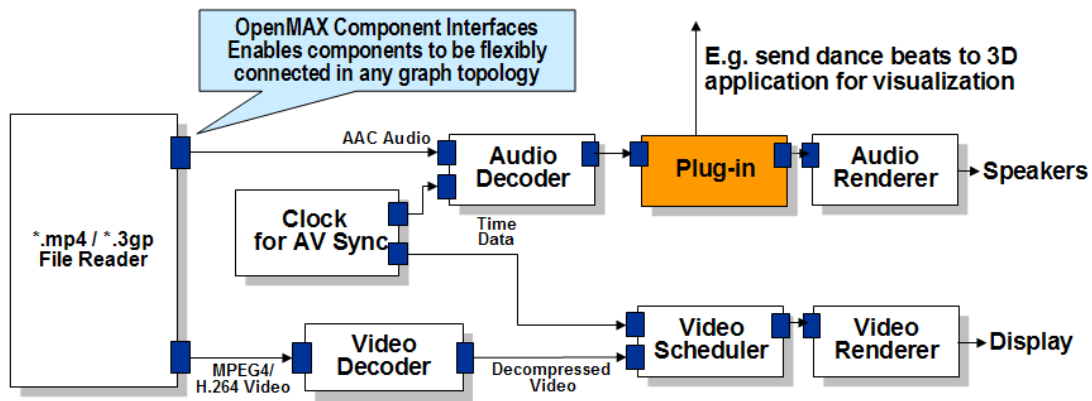 OpenMAX Component Interfaces
Enables components to be flexibly
connected in any graph topology
E.g. send dance beats to 3D
application for visualization
*.mp4 / *.3gp
File Reader
AAC Audio
Audio
Decoder
Plug-in
Audio
Renderer
Speakers
Clock
for AV Sync
Time
Data
MPEG4/
H.264 Video
Video
Decoder
Decompressed
Video
Video
Scheduler
Video
Renderer
Display